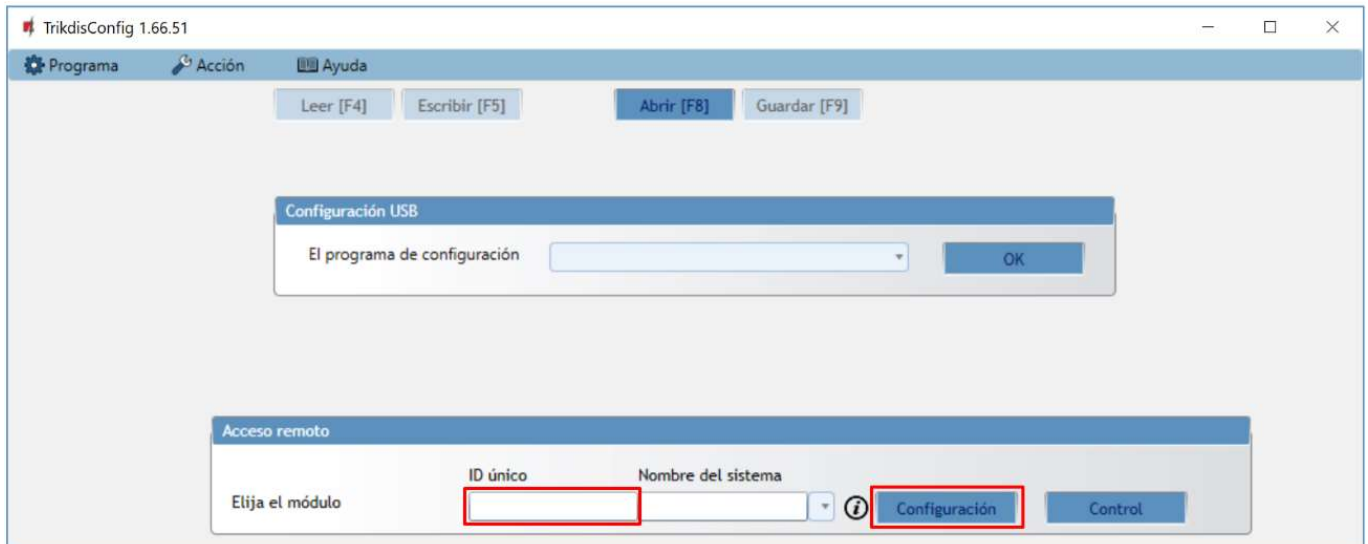 TrikdisConfig 1.66.51
Programa Acción Ayuda
Leer [F4] Escribir [F5] Abrir [F8] Guardar [F9]
Configuración USB
El programa de configuración OK
Acceso remoto
ID único Nombre del sistema
Elija el módulo i Configuración Control